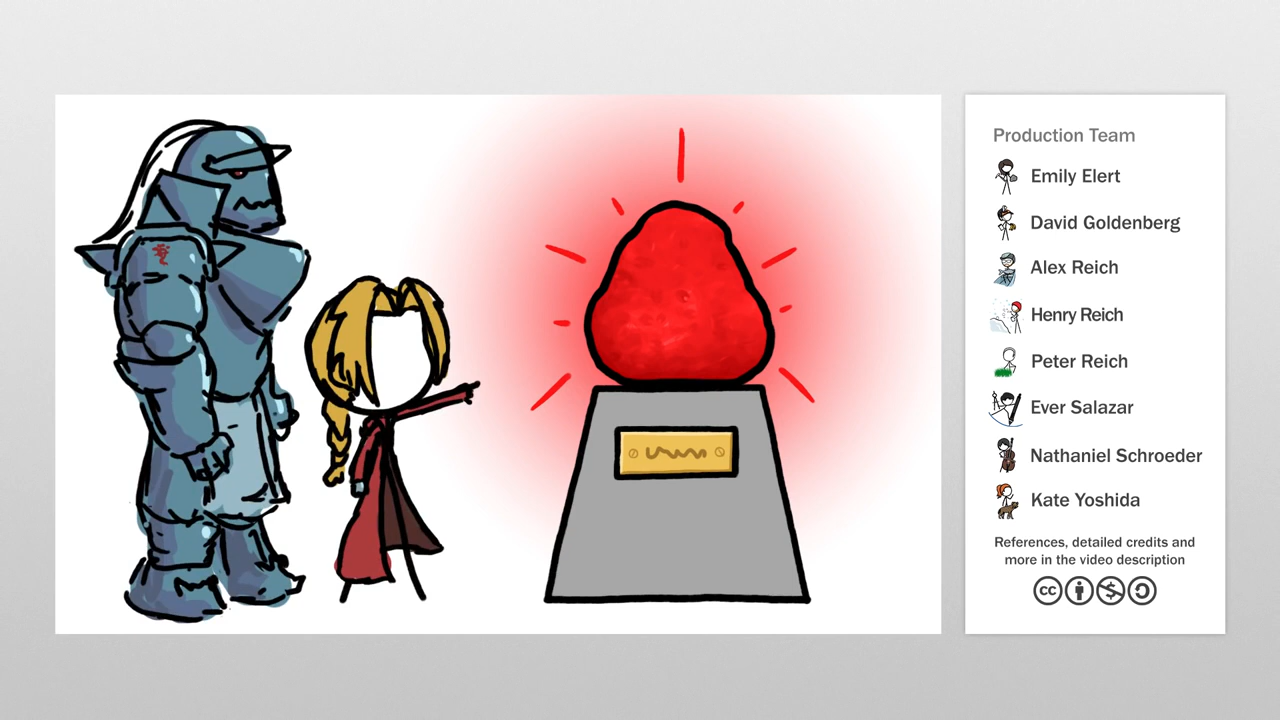 Production Team
Emily Elert
David Goldenberg
Alex Reich
Henry Reich
Peter Reich
Ever Salazar
Nathaniel Schroeder
Kate Yoshida
References, detailed credits and
more in the video description
cc